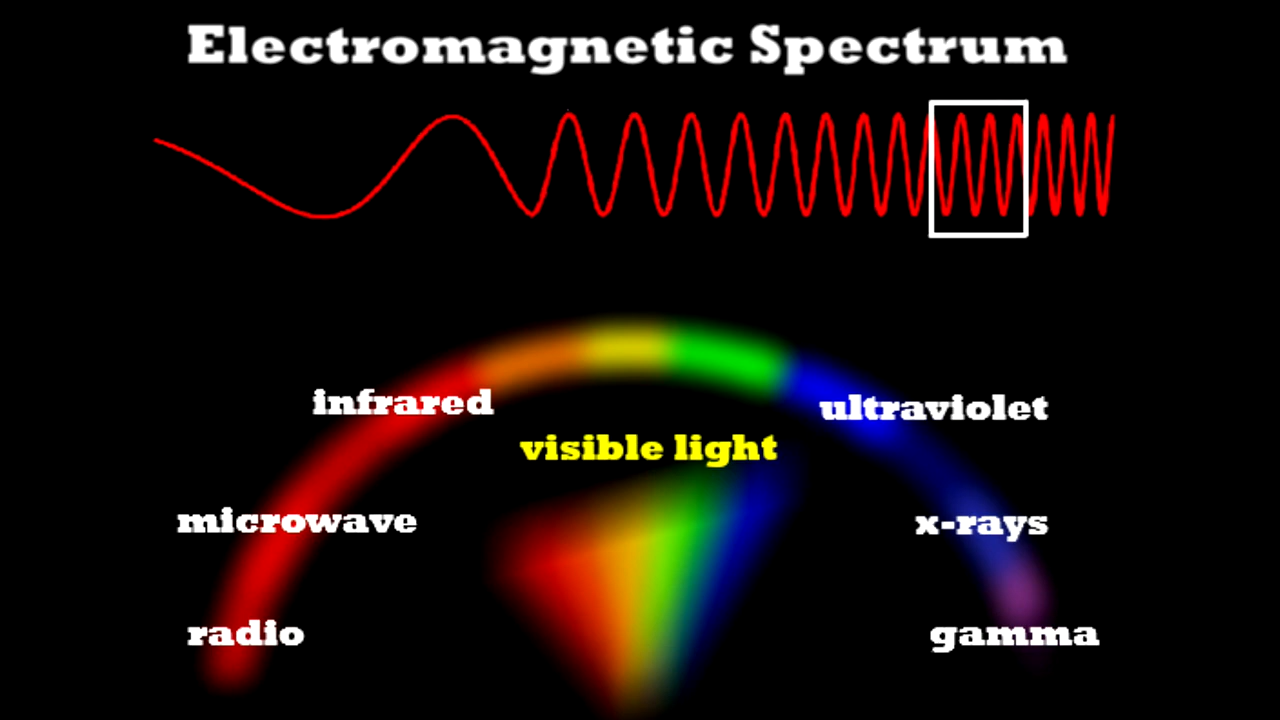 Electromagnetic Spectrum
infrared
ultraviolet
visible light
microwave
x-rays
radio
gamma